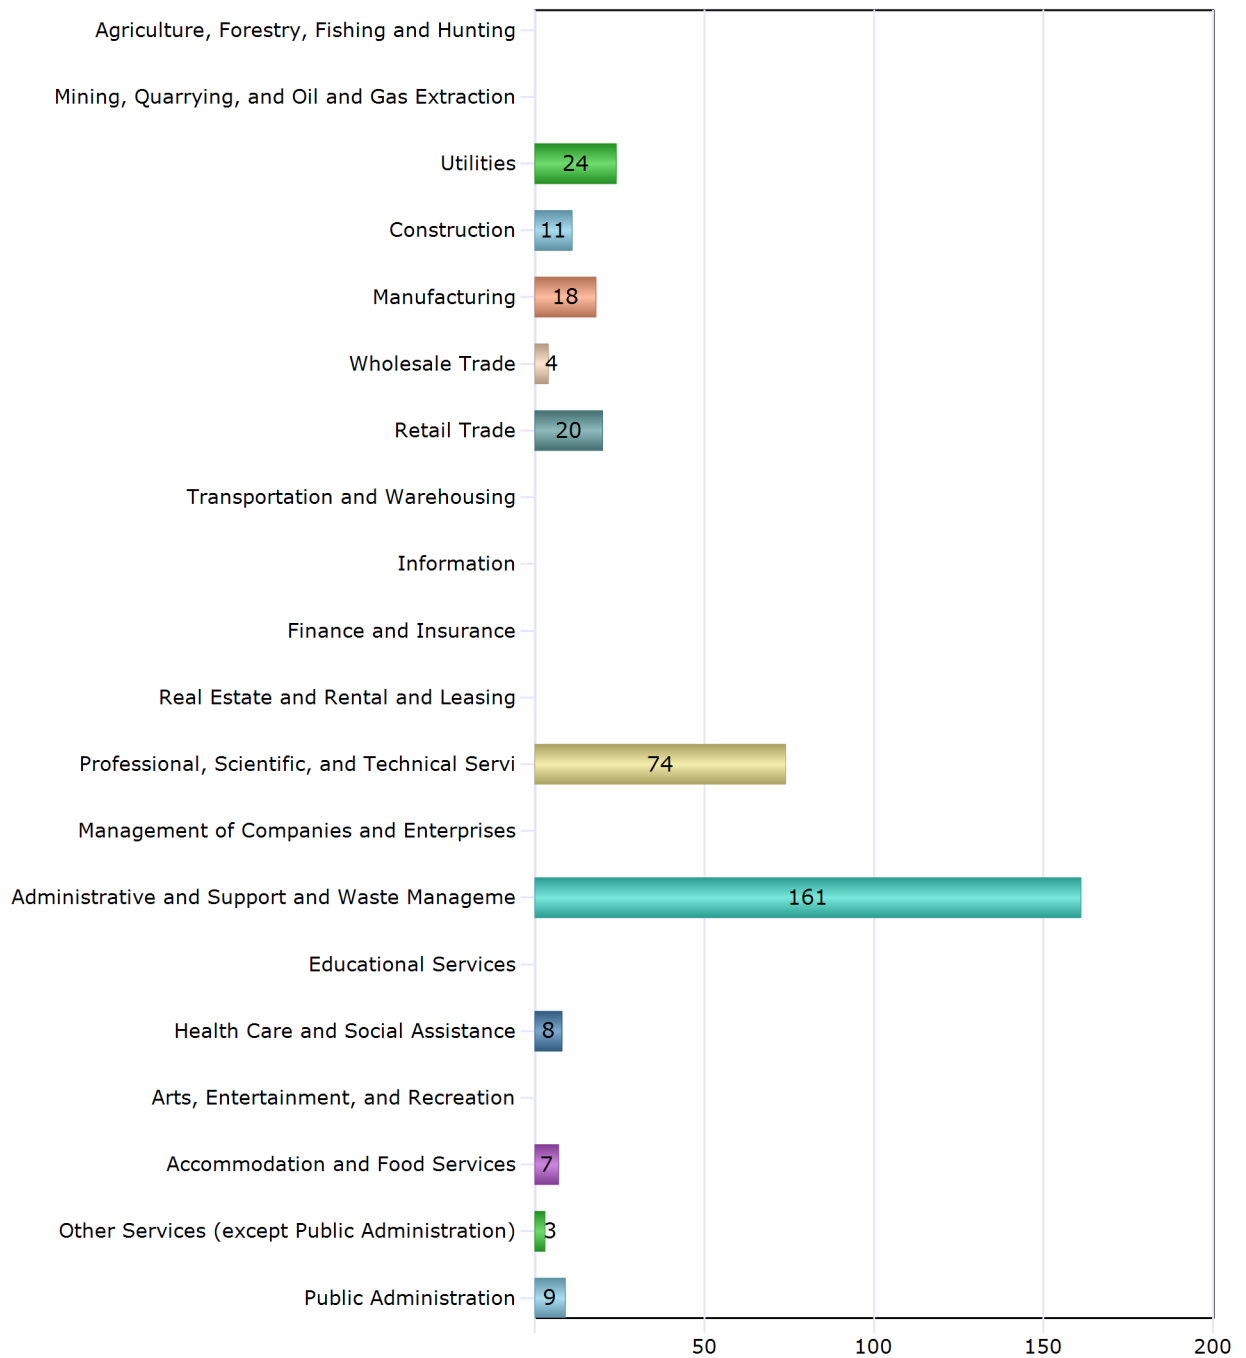 Agriculture, Forestry, Fishing and Hunting
Mining, Quarrying, and Oil and Gas Extraction
Utilities 24
Construction 11
Manufacturing 18
Wholesale Trade 4
Retail Trade 20
Transportation and Warehousing
Information
Finance and Insurance
Real Estate and Rental and Leasing
Professional, Scientific, and Technical Servi 74
Management of Companies and Enterprises
Administrative and Support and Waste Manageme 161
Educational Services
Health Care and Social Assistance 8
Arts, Entertainment, and Recreation
Accommodation and Food Services 7
Other Services (except Public Administration) 3
Public Administration 9
50 100 150 200